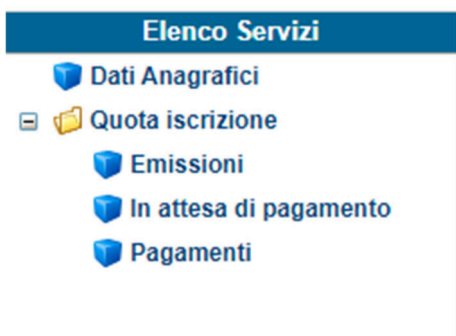 Elenco Servizi
Dati Anagrafici
Quota iscrizione
Emissioni
In attesa di pagamento
Pagamenti